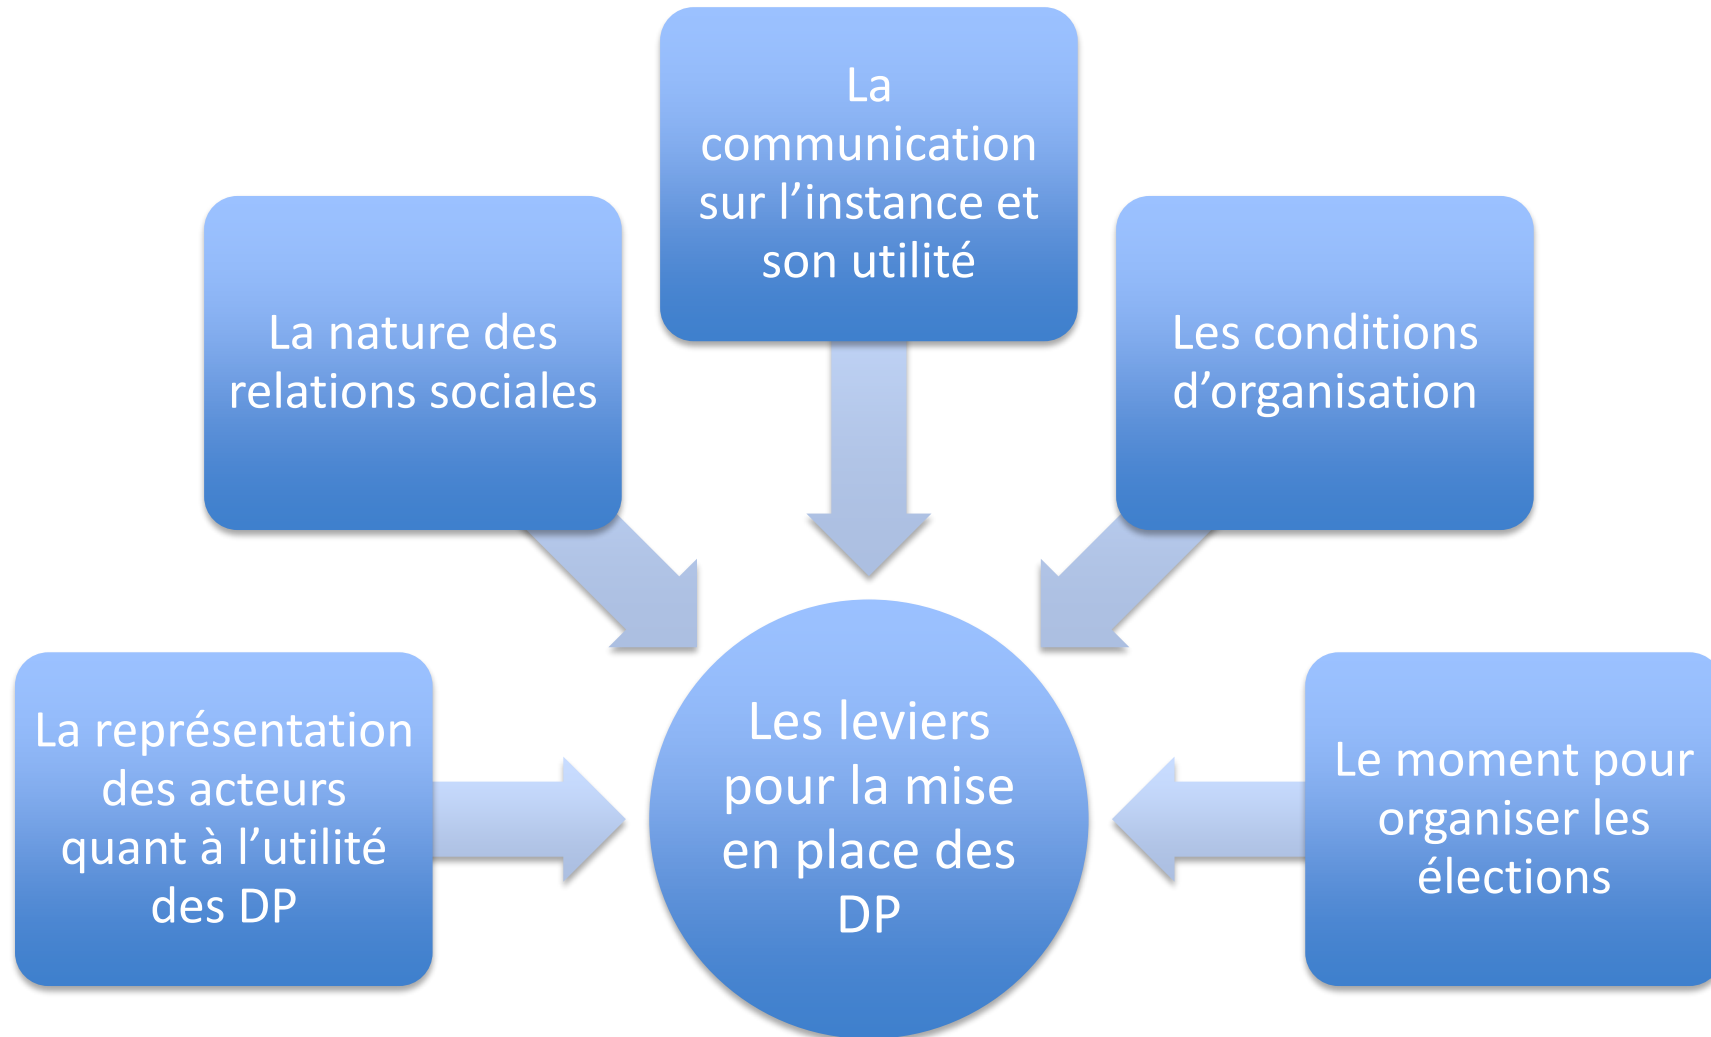 La
communication
sur l’instance et
son utilité
La nature des
relations sociales
Les conditions
d’organisation
La représentation
des acteurs
quant à l’utilité
des DP
Les leviers
pour la mise
en place des
DP
Le moment pour
organiser les
élections